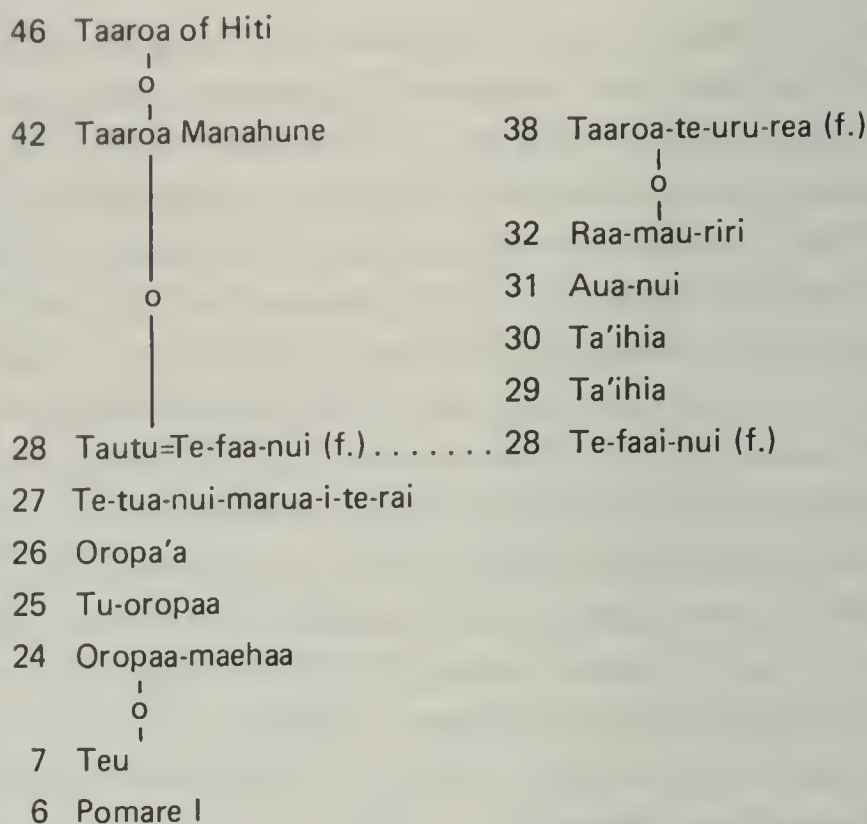 46 Taaroa of Hiti
o
42 Taaroa Manahune
o
28 Tautu=Te-faa-nui (f.) ....... 28 Te-faai-nui (f.)
27 Te-tua-nui-marua-i-te-rai
26 Oropa'a
25 Tu-oropaa
24 Oropaa-maehaa
o
7 Teu
6 Pomare I
38 Taaroa-te-uru-rea (f.)
o
32 Raa-mau-riri
31 Aua-nui
30 Ta'ihia
29 Ta'ihia